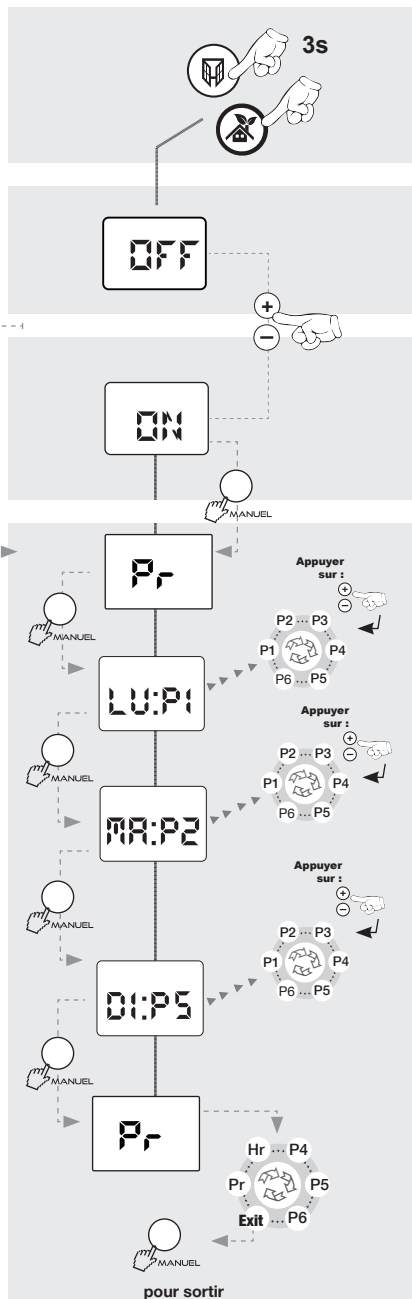 3s
OFF
+
−
ON
MANUEL
Pr
Appuyer
sur :
+
−
MANUEL
P2 ... P3
P1 P4
P6 ... P5
LU:P1
Appuyer
sur :
+
−
MANUEL
P2 ... P3
P1 P4
P6 ... P5
MA:P2
Appuyer
sur :
+
−
MANUEL
P2 ... P3
P1 P4
P6 ... P5
DI:P5
MANUEL
Pr
Hr ... P4
Pr P5
Exit ... P6
MANUEL
pour sortir